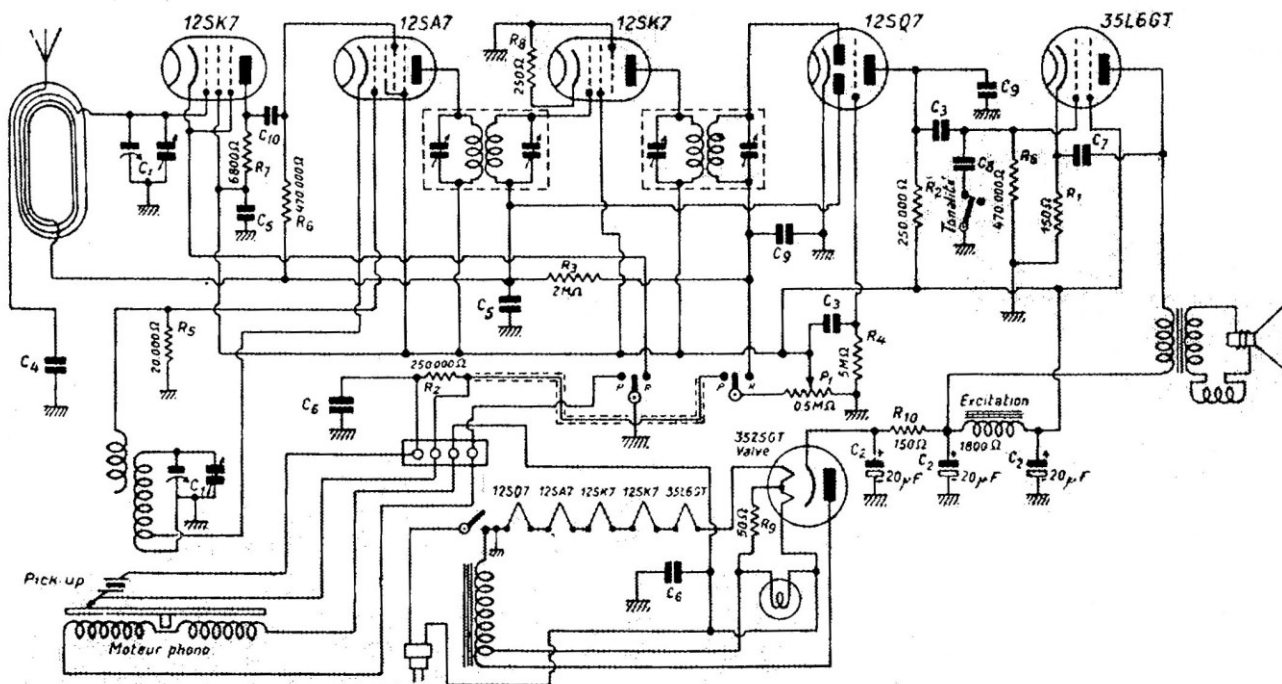 12SK7
12SA7
12SK7
12SQ7
35L6GT
R8
250Ω
C9
C10
C3
C1
R7
6800Ω
C8
R6
470.000Ω
C7
C5
R6
470.000Ω
R2
250.000Ω
Tonalité
R1
150Ω
C9
R3
2MΩ
C5
C3
R4
5MΩ
R5
20.000Ω
C4
250.000Ω
R2
P R
P R
P1
0.5MΩ
C6
Excitation
R10
150Ω
1800Ω
35Z5GT
Valve
C2
20µF
C2
20µF
C2
20µF
C1
12SQ7 12SA7 12SK7 12SK7 35L6GT
50Ω
R9
Pick-up
C6
Moteur phono